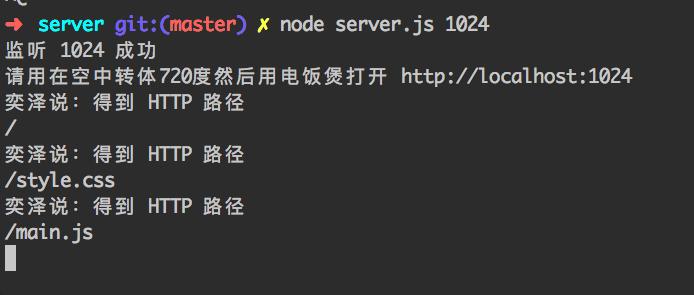 ➜ server git:(master) ✗ node server.js 1024
监听 1024 成功
请用在空中转体720度然后用电饭煲打开 http://localhost:1024
奕泽说：得到 HTTP 路径
/
奕泽说：得到 HTTP 路径
/style.css
奕泽说：得到 HTTP 路径
/main.js